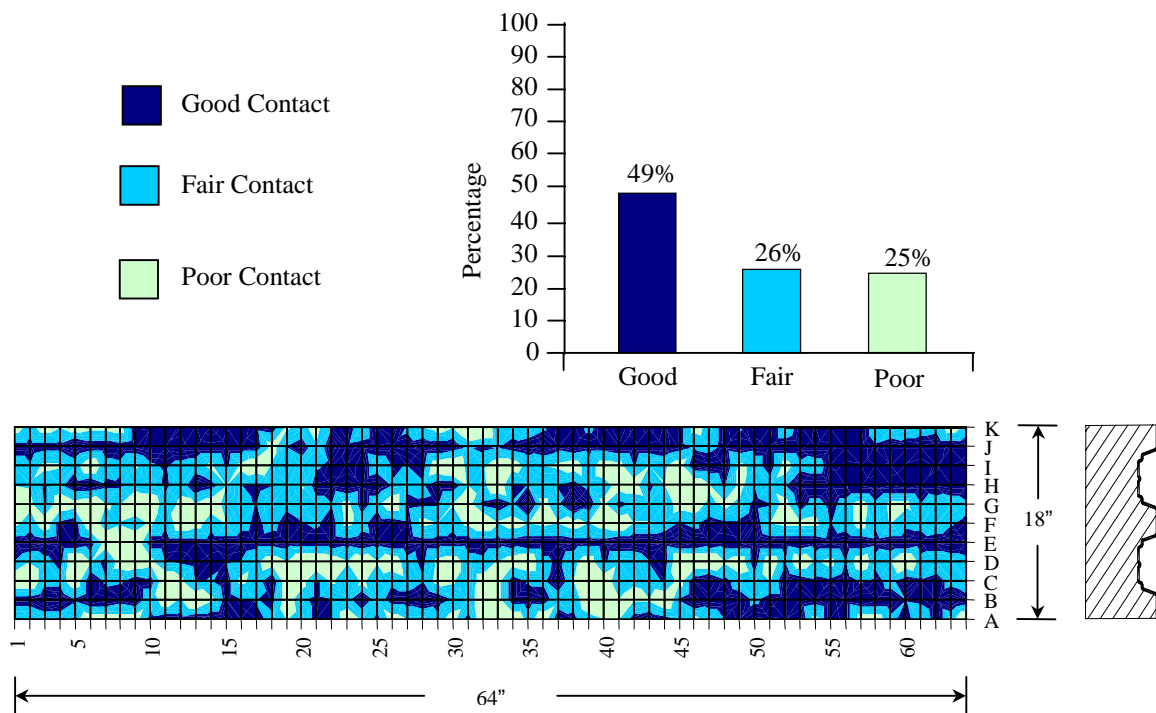 Good Contact
Fair Contact
Poor Contact
Percentage
100
90
80
70
60
50
40
30
20
10
0
49%
26%
25%
Good Fair Poor
K
J
I
H
G
F
E
D
C
B
A
1 5 10 15 20 25 30 35 40 45 50 55 60
64”
18”